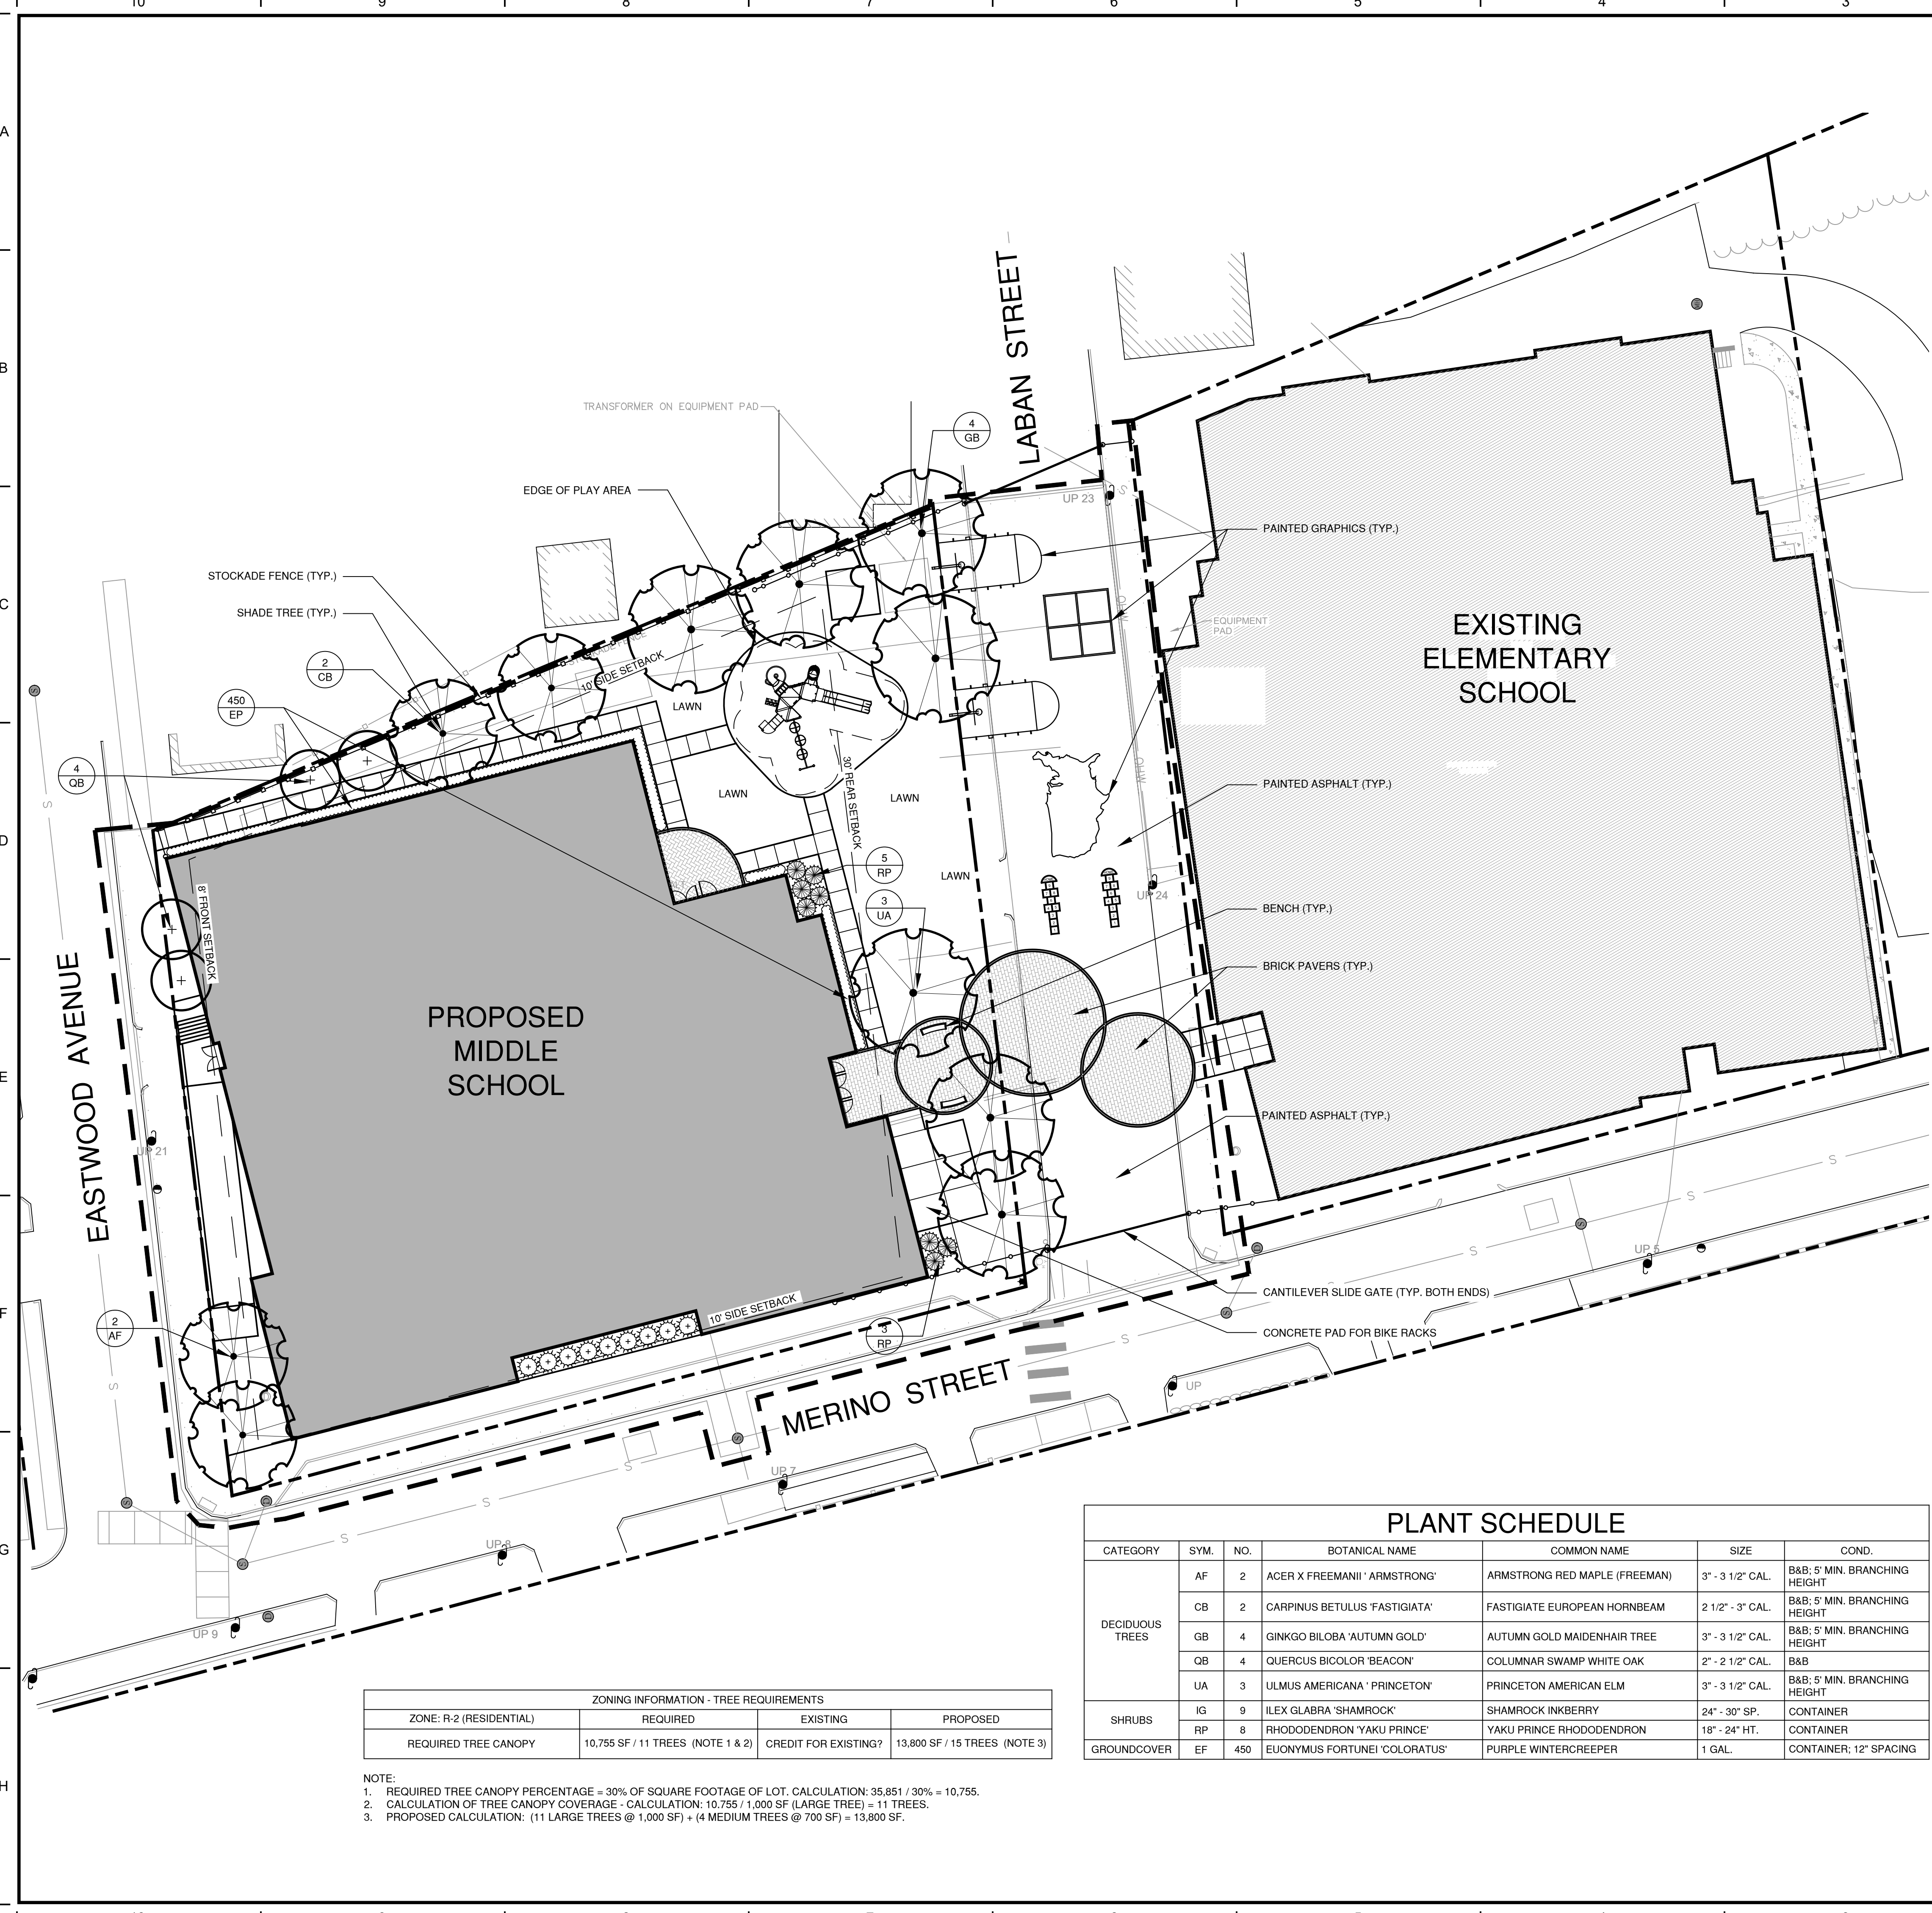 10 9 8 7 6 5 4 3
A
B
C
D
E
F
G
H
LABAN STREET
TRANSFORMER ON EQUIPMENT PAD
4
GB
EDGE OF PLAY AREA
UP 23
S
PAINTED GRAPHICS (TYP.)
STOCKADE FENCE (TYP.)
SHADE TREE (TYP.)
2
CB
450
EP
4
QB
STOCKADE FENCE
10' SIDE SETBACK
LAWN
OHW
EQUIPMENT
PAD
EXISTING
ELEMENTARY
SCHOOL
OHW
30' REAR SETBACK
LAWN
LAWN
PAINTED ASPHALT (TYP.)
5
RP
LAWN
UP 24
3
UA
BENCH (TYP.)
8' FRONT SETBACK
BRICK PAVERS (TYP.)
EASTWOOD AVENUE
PROPOSED
MIDDLE
SCHOOL
PAINTED ASPHALT (TYP.)
UP 21
UP 5
CANTILEVER SLIDE GATE (TYP. BOTH ENDS)
10' SIDE SETBACK
2
AF
3
RP
CONCRETE PAD FOR BIKE RACKS
MERINO STREET
UP
UP 7
UP 8
UP 9
PLANT SCHEDULE
CATEGORY SYM. NO. BOTANICAL NAME COMMON NAME SIZE COND.
DECIDUOUS
TREES
AF 2 ACER X FREEMANII ' ARMSTRONG' ARMSTRONG RED MAPLE (FREEMAN) 3" - 3 1/2" CAL. B&B; 5' MIN. BRANCHING
HEIGHT
CB 2 CARPINUS BETULUS 'FASTIGIATA' FASTIGIATE EUROPEAN HORNBEAM 2 1/2" - 3" CAL. B&B; 5' MIN. BRANCHING
HEIGHT
GB 4 GINKGO BILOBA 'AUTUMN GOLD' AUTUMN GOLD MAIDENHAIR TREE 3" - 3 1/2" CAL. B&B; 5' MIN. BRANCHING
HEIGHT
QB 4 QUERCUS BICOLOR 'BEACON' COLUMNAR SWAMP WHITE OAK 2" - 2 1/2" CAL. B&B
UA 3 ULMUS AMERICANA ' PRINCETON' PRINCETON AMERICAN ELM 3" - 3 1/2" CAL. B&B; 5' MIN. BRANCHING
HEIGHT
SHRUBS
IG 9 ILEX GLABRA 'SHAMROCK' SHAMROCK INKBERRY 24" - 30" SP. CONTAINER
RP 8 RHODODENDRON 'YAKU PRINCE' YAKU PRINCE RHODODENDRON 18" - 24" HT. CONTAINER
GROUNDCOVER EF 450 EUONYMUS FORTUNEI 'COLORATUS' PURPLE WINTERCREEPER 1 GAL. CONTAINER; 12" SPACING
ZONING INFORMATION - TREE REQUIREMENTS
ZONE: R-2 (RESIDENTIAL) REQUIRED EXISTING PROPOSED
REQUIRED TREE CANOPY 10,755 SF / 11 TREES (NOTE 1 & 2) CREDIT FOR EXISTING? 13,800 SF / 15 TREES (NOTE 3)
NOTE:
1. REQUIRED TREE CANOPY PERCENTAGE = 30% OF SQUARE FOOTAGE OF LOT. CALCULATION: 35,851 / 30% = 10,755.
2. CALCULATION OF TREE CANOPY COVERAGE - CALCULATION: 10.755 / 1,000 SF (LARGE TREE) = 11 TREES.
3. PROPOSED CALCULATION: (11 LARGE TREES @ 1,000 SF) + (4 MEDIUM TREES @ 700 SF) = 13,800 SF.